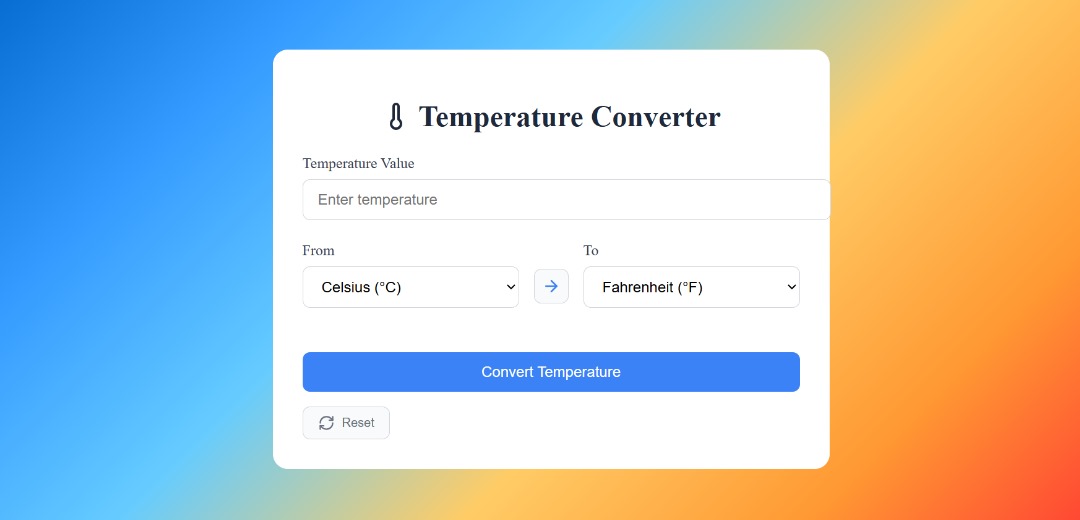 Temperature Converter
Temperature Value
Enter temperature
From To
Celsius (°C) Fahrenheit (°F)
Convert Temperature
Reset